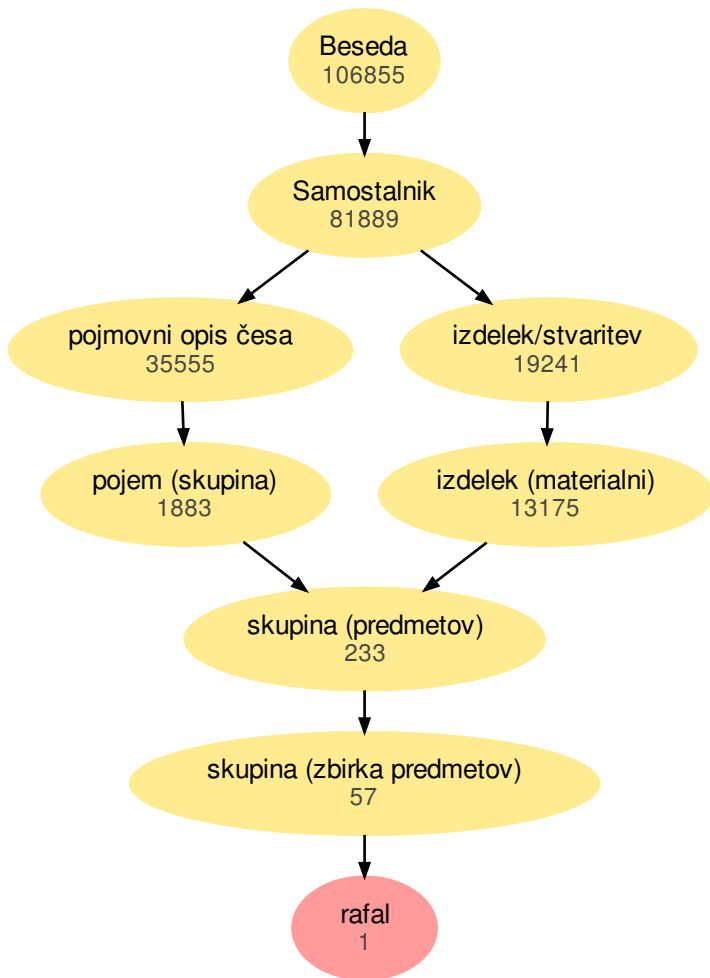 Beseda
106855
Samostalnik
81889
pojmovni opis česa
35555
izdelek/stvaritev
19241
pojem (skupina)
1883
izdelek (materialni)
13175
skupina (predmetov)
233
skupina (zbirka predmetov)
57
rafal
1